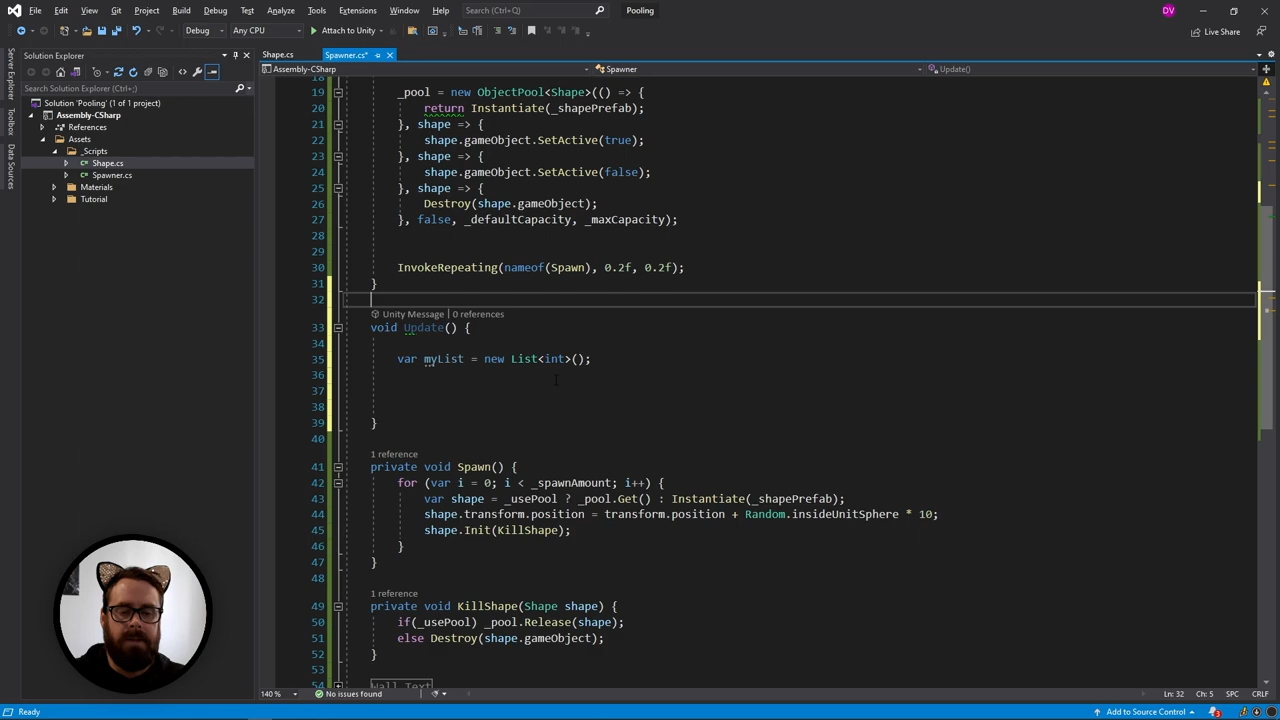 File Edit View Git Project Build Debug Test Analyze Tools Extensions Window Help Search (Ctrl+Q) Pooling DV
Debug Any CPU Attach to Unity Live Share
Server Explorer
Toolbox
Data Sources
Solution Explorer
Search Solution Explorer (Ctrl+;)
Solution 'Pooling' (1 of 1 project)
Assembly-CSharp
References
Assets
_Scripts
Shape.cs
Spawner.cs
Materials
Tutorial
Shape.cs Spawner.cs*
Assembly-CSharp Spawner Update()
18
19 _pool = new ObjectPool<Shape>(() => {
20 return Instantiate(_shapePrefab);
21 }, shape => {
22 shape.gameObject.SetActive(true);
23 }, shape => {
24 shape.gameObject.SetActive(false);
25 }, shape => {
26 Destroy(shape.gameObject);
27 }, false, _defaultCapacity, _maxCapacity);
28
29
30 InvokeRepeating(nameof(Spawn), 0.2f, 0.2f);
31 }
32
Unity Message | 0 references
33 void Update() {
34
35 var myList = new List<int>();
36
37
38
39 }
40
1 reference
41 private void Spawn() {
42 for (var i = 0; i < _spawnAmount; i++) {
43 var shape = _usePool ? _pool.Get() : Instantiate(_shapePrefab);
44 shape.transform.position = transform.position + Random.insideUnitSphere * 10;
45 shape.Init(KillShape);
46 }
47 }
48
1 reference
49 private void KillShape(Shape shape) {
50 if(_usePool) _pool.Release(shape);
51 else Destroy(shape.gameObject);
52 }
53
54 Wall Text
140 % No issues found Ln: 32 Ch: 5 SPC CRLF
Ready Add to Source Control 3